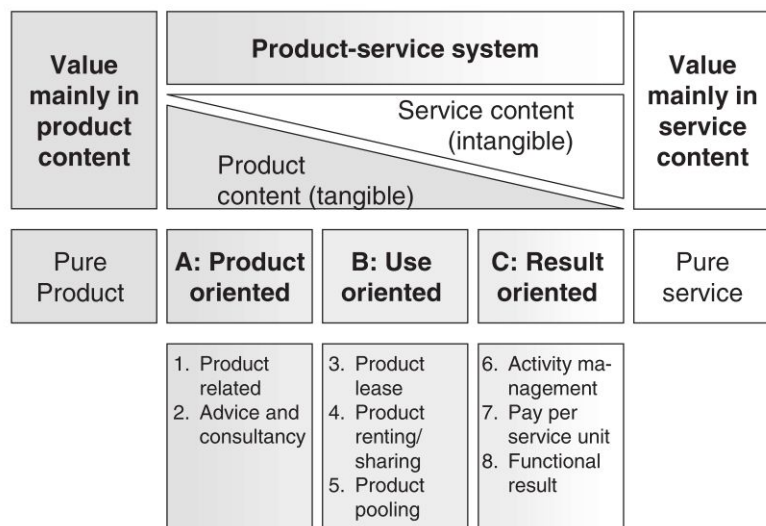 Value
mainly in
product
content
Product-service system
Service content
(intangible)
Product
content (tangible)
Value
mainly in
service
content
Pure
Product
A: Product
oriented
B: Use
oriented
C: Result
oriented
Pure
service
1. Product
related
2. Advice and
consultancy
3. Product
lease
4. Product
renting/
sharing
5. Product
pooling
6. Activity ma-
nagement
7. Pay per
service unit
8. Functional
result